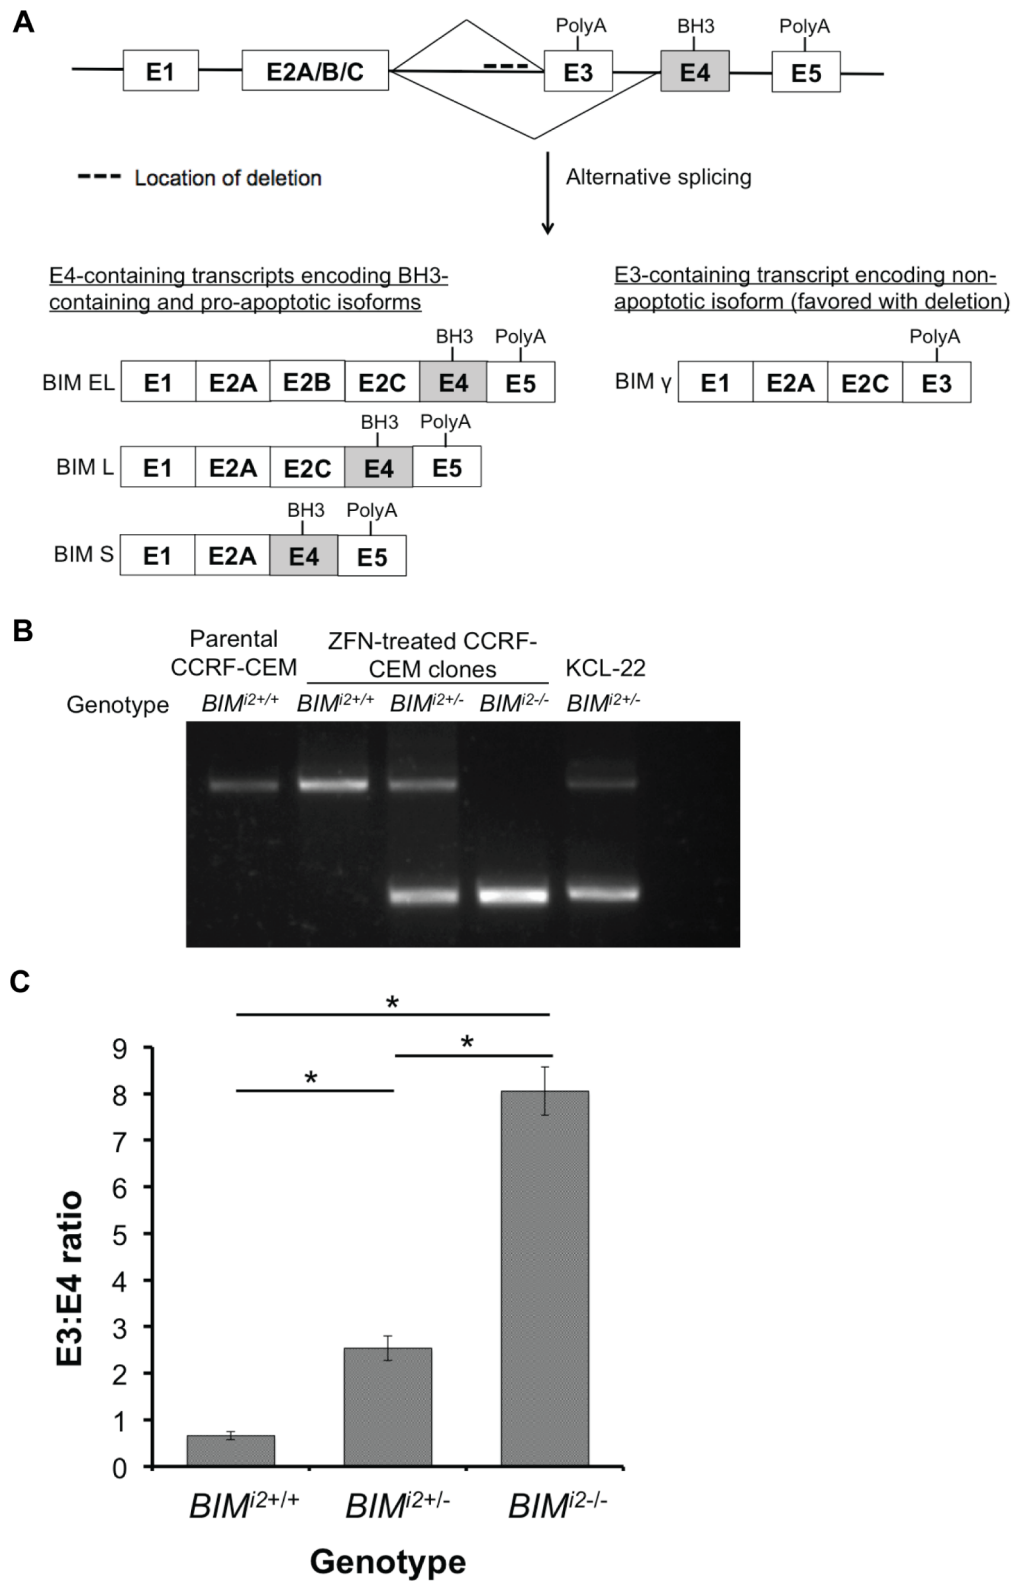 A
PolyA BH3 PolyA
E1 E2A/B/C E3 E4 E5
Location of deletion
Alternative splicing
E4-containing transcripts encoding BH3-
containing and pro-apoptotic isoforms
E3-containing transcript encoding non-
apoptotic isoform (favored with deletion)
BH3 PolyA
BIM EL E1 E2A E2B E2C E4 E5
PolyA
BIM γ E1 E2A E2C E3
BH3 PolyA
BIM L E1 E2A E2C E4 E5
BH3 PolyA
BIM S E1 E2A E4 E5
B
Parental
CCRF-CEM
ZFN-treated CCRF-
CEM clones
KCL-22
Genotype BIMi2+/+ BIMi2+/+ BIMi2+/- BIMi2-/- BIMi2+/-
C
*
*
*
9
8
7
6
5
4
3
2
1
0
E3:E4 ratio
BIMi2+/+ BIMi2+/- BIMi2-/-
Genotype